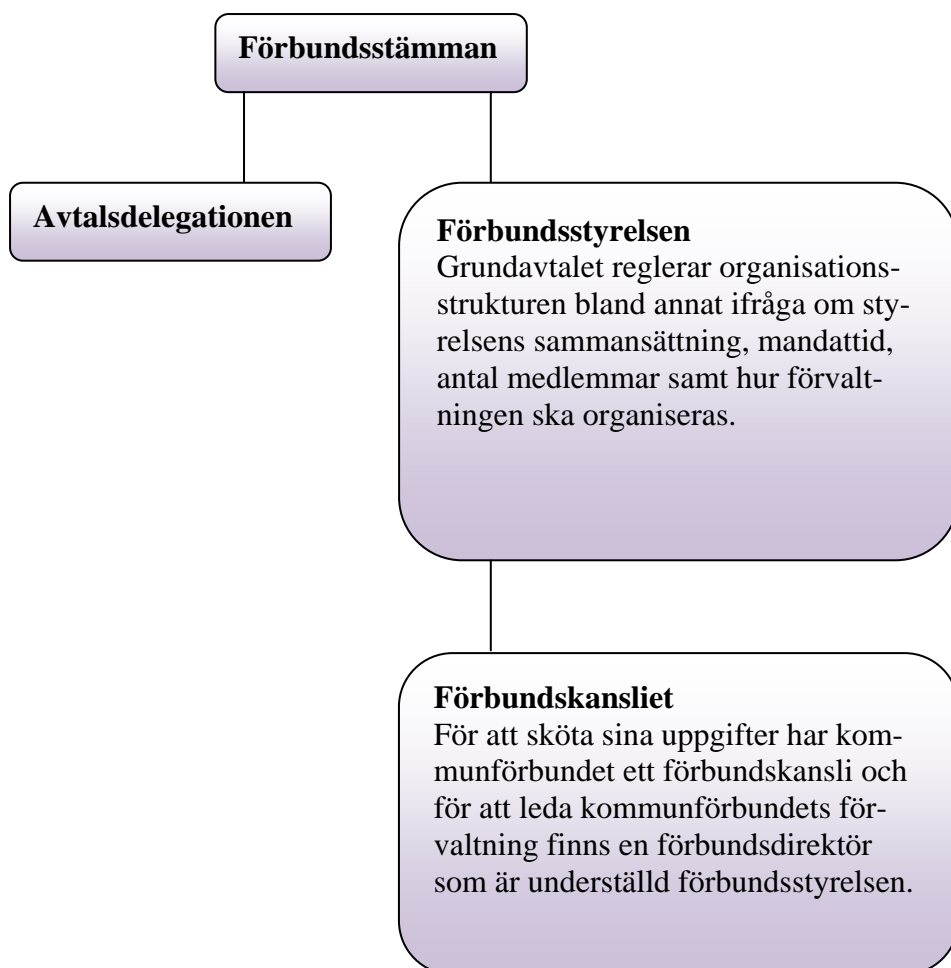 Förbundsstämman
Avtalsdelegationen
Förbundsstyrelsen
Grundavtalet reglerar organisations-
strukturen bland annat ifråga om sty-
relsens sammansättning, mandattid,
antal medlemmar samt hur förvalt-
ningen ska organiseras.
Förbundskansliet
För att sköta sina uppgifter har kom-
munförbundet ett förbundskansli och
för att leda kommunförbundets för-
valtning finns en förbundsdirektör
som är underställd förbundsstyrelsen.